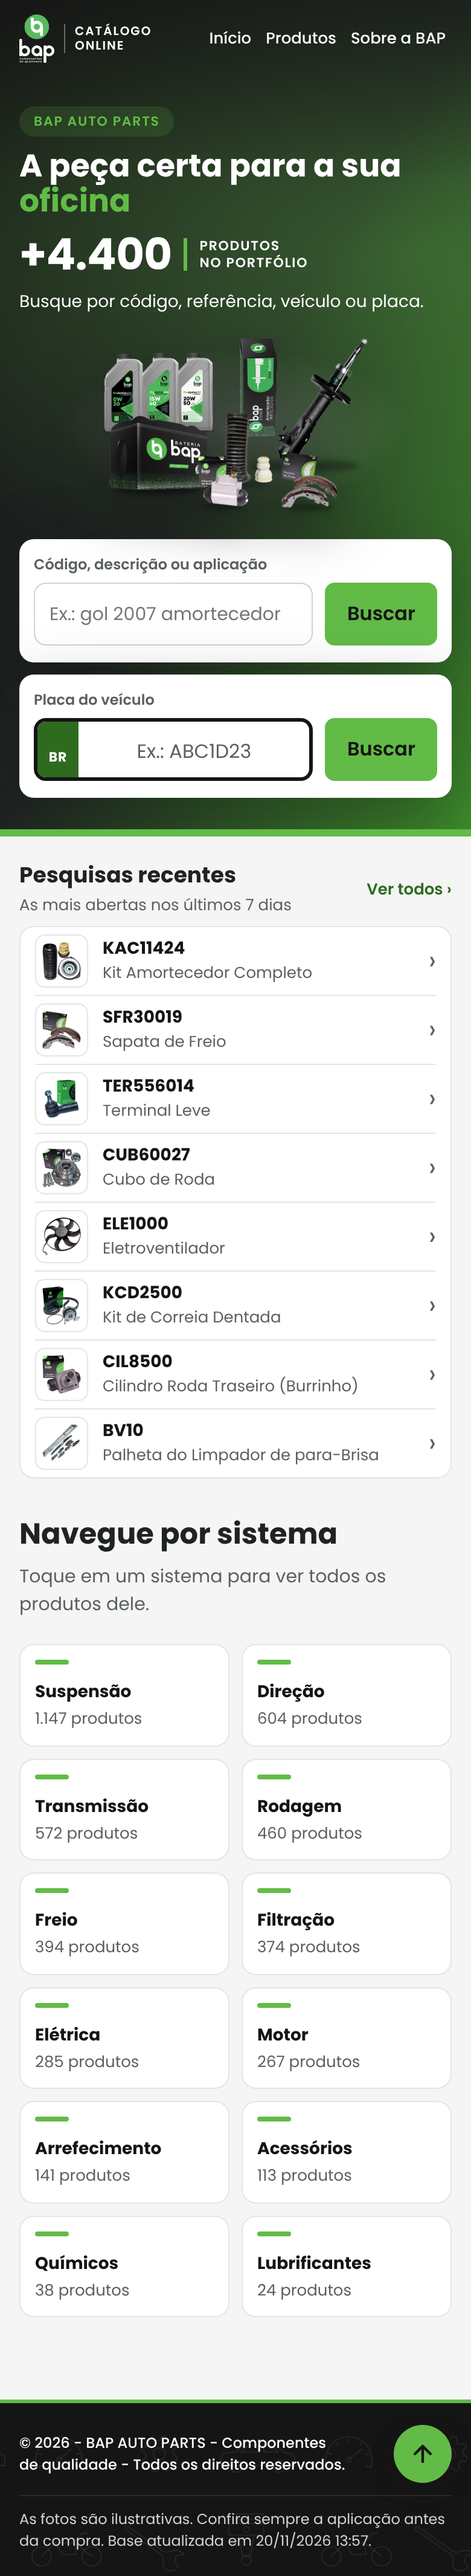 bap
CATÁLOGO
ONLINE
Início Produtos Sobre a BAP
BAP AUTO PARTS
A peça certa para a sua
oficina
+4.400
PRODUTOS
NO PORTFÓLIO
Busque por código, referência, veículo ou placa.
bap
bap
bap
BATERIA
bap
bap
Código, descrição ou aplicação
Ex.: gol 2007 amortecedor
Buscar
Placa do veículo
BR
Ex.: ABC1D23
Buscar
Pesquisas recentes
As mais abertas nos últimos 7 dias
Ver todos ›
KAC11424
Kit Amortecedor Completo
›
SFR30019
Sapata de Freio
›
TER556014
Terminal Leve
›
CUB60027
Cubo de Roda
›
ELE1000
Eletroventilador
›
KCD2500
Kit de Correia Dentada
›
CIL8500
Cilindro Roda Traseiro (Burrinho)
›
BV10
Palheta do Limpador de para-Brisa
›
Navegue por sistema
Toque em um sistema para ver todos os
produtos dele.
Suspensão
1.147 produtos
Direção
604 produtos
Transmissão
572 produtos
Rodagem
460 produtos
Freio
394 produtos
Filtração
374 produtos
Elétrica
285 produtos
Motor
267 produtos
Arrefecimento
141 produtos
Acessórios
113 produtos
Químicos
38 produtos
Lubrificantes
24 produtos
© 2026 - BAP AUTO PARTS - Componentes
de qualidade - Todos os direitos reservados.
As fotos são ilustrativas. Confira sempre a aplicação antes
da compra. Base atualizada em 20/11/2026 13:57.